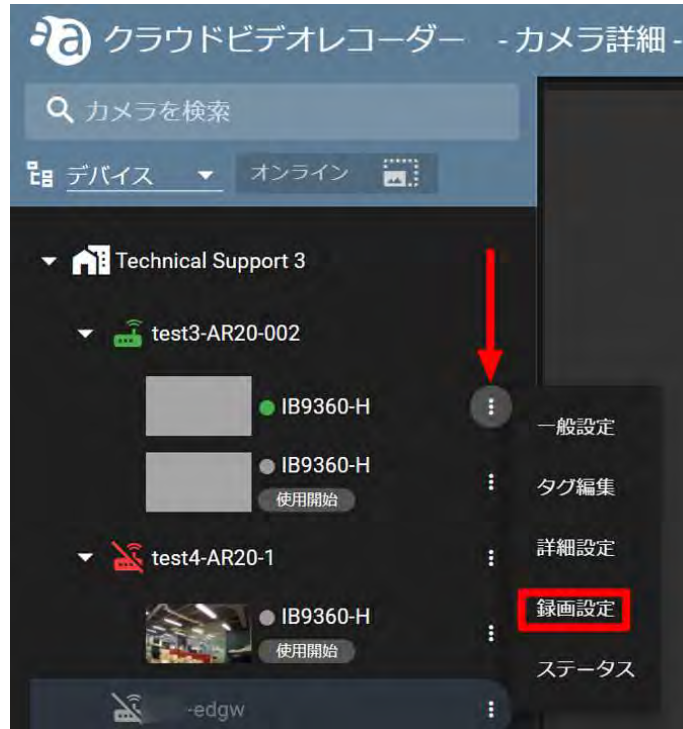 クラウドビデオレコーダー - カメラ詳細 -
カメラを検索
デバイス オンライン
Technical Support 3
test3-AR20-002
IB9360-H
一般設定
IB9360-H
使用開始
タグ編集
test4-AR20-1
詳細設定
IB9360-H
使用開始
録画設定
ステータス
-edgw